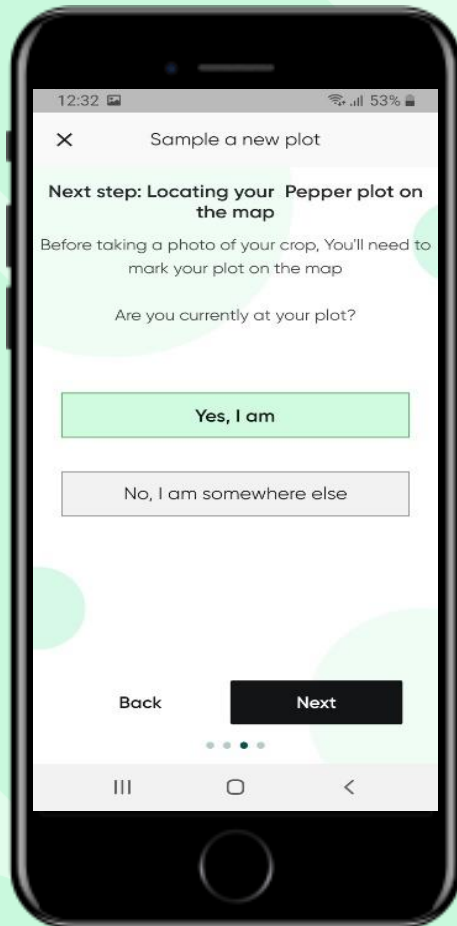 12:32 53%
Sample a new plot
Next step: Locating your Pepper plot on
the map
Before taking a photo of your crop, You'll need to
mark your plot on the map
Are you currently at your plot?
Yes, I am
No, I am somewhere else
Back Next